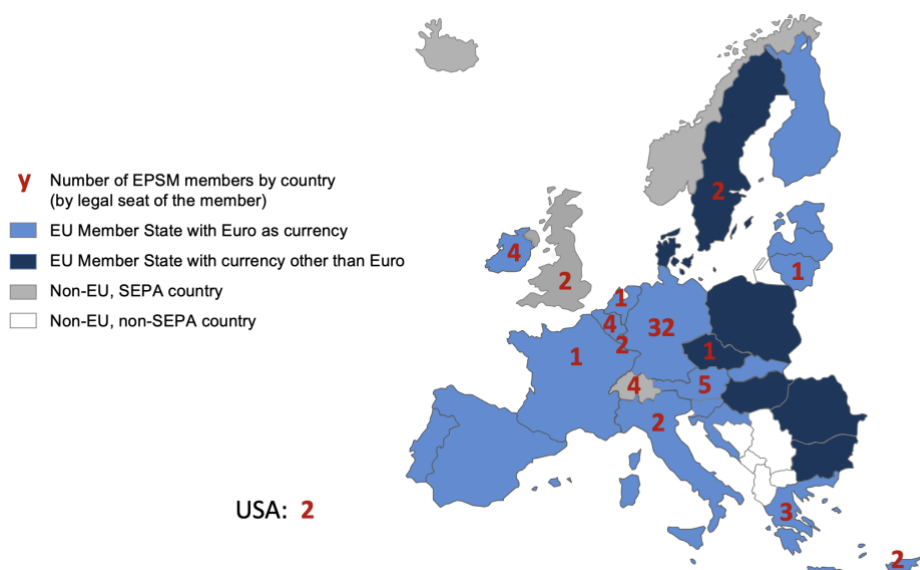 y Number of EPSM members by country
(by legal seat of the member)
EU Member State with Euro as currency
EU Member State with currency other than Euro
Non-EU, SEPA country
Non-EU, non-SEPA country
2
4
2
1
1
4
32
2
1
1
4
5
2
USA: 2
3
2